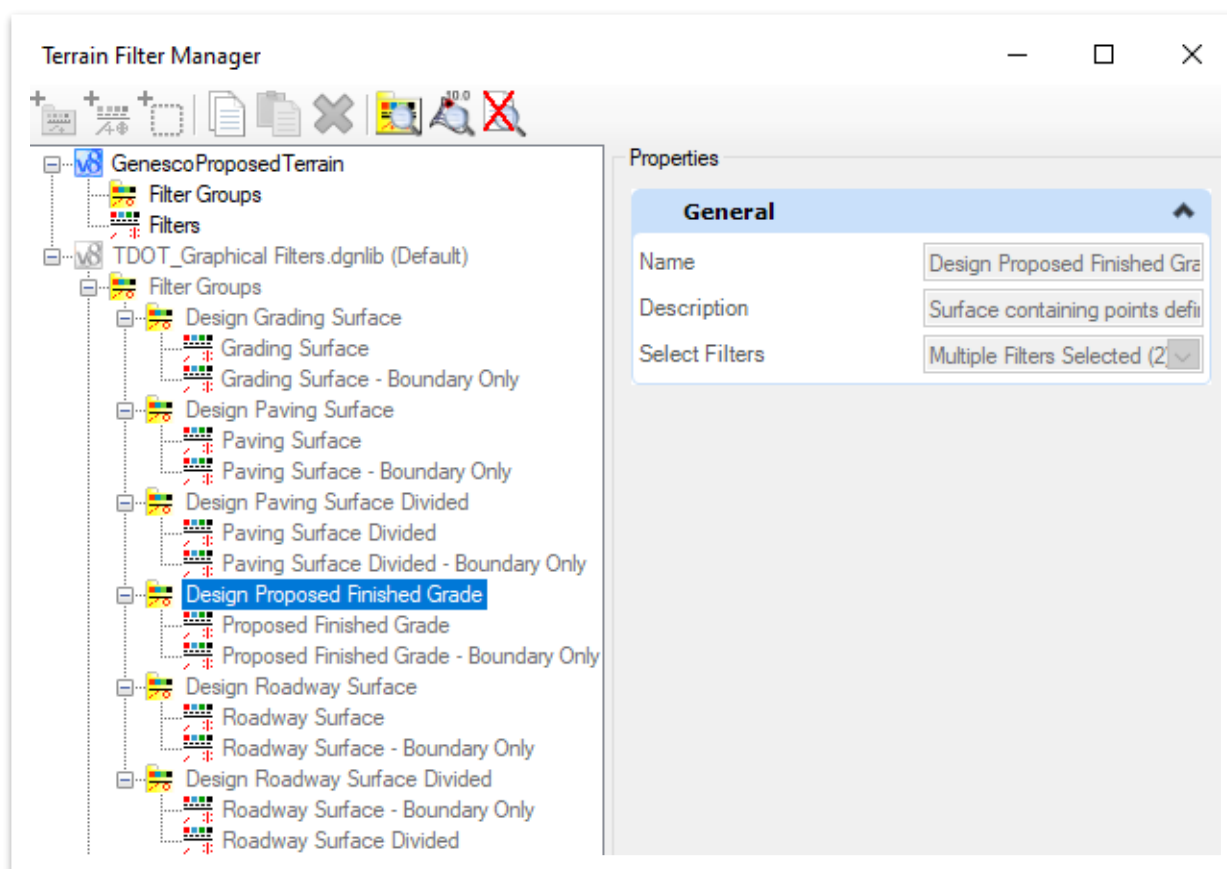 Terrain Filter Manager
10.0
GenescoProposedTerrain
Filter Groups
Filters
TDOT_Graphical Filters.dgnlib (Default)
Filter Groups
Design Grading Surface
Grading Surface
Grading Surface - Boundary Only
Design Paving Surface
Paving Surface
Paving Surface - Boundary Only
Design Paving Surface Divided
Paving Surface Divided
Paving Surface Divided - Boundary Only
Design Proposed Finished Grade
Proposed Finished Grade
Proposed Finished Grade - Boundary Only
Design Roadway Surface
Roadway Surface
Roadway Surface - Boundary Only
Design Roadway Surface Divided
Roadway Surface - Boundary Only
Roadway Surface Divided
Properties
General
Name Design Proposed Finished Gra
Description Surface containing points defin
Select Filters Multiple Filters Selected (2)